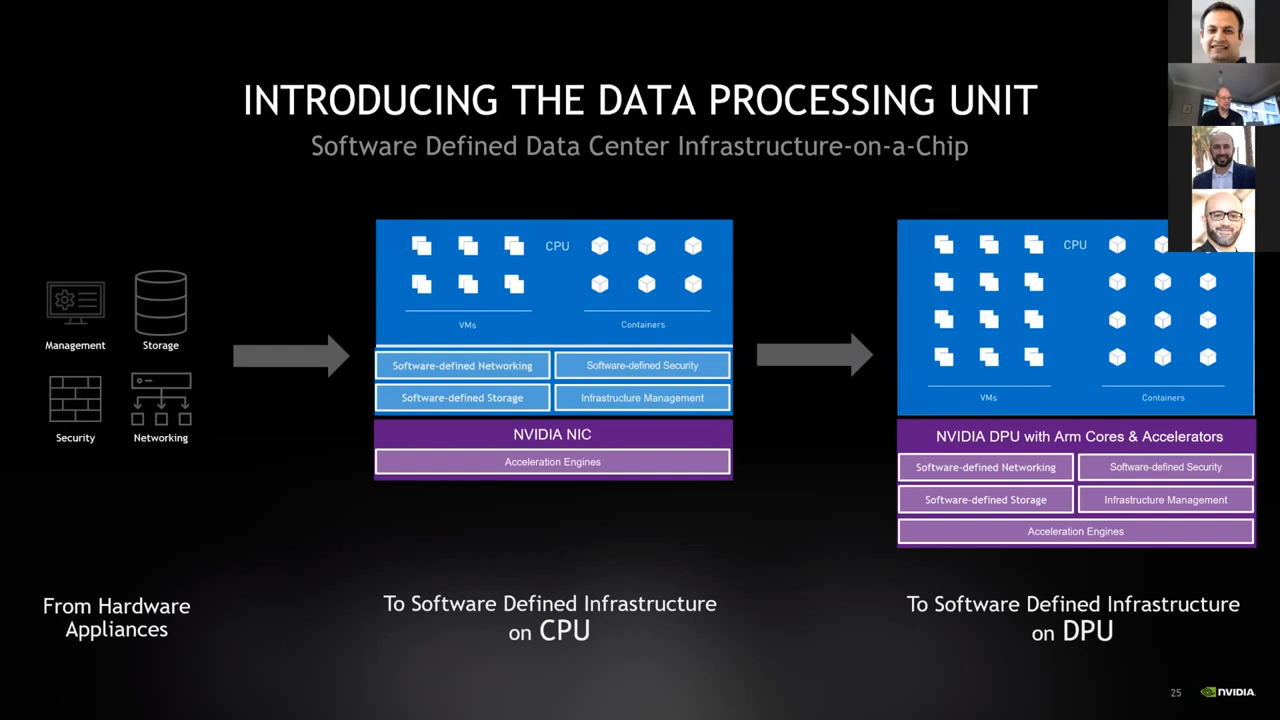 INTRODUCING THE DATA PROCESSING UNIT
Software Defined Data Center Infrastructure-on-a-Chip
Management
Storage
Security
Networking
From Hardware
Appliances
CPU
VMs
Containers
Software-defined Networking
Software-defined Security
Software-defined Storage
Infrastructure Management
NVIDIA NIC
Acceleration Engines
To Software Defined Infrastructure
on CPU
CPU
VMs
Containers
NVIDIA DPU with Arm Cores & Accelerators
Software-defined Networking
Software-defined Security
Software-defined Storage
Infrastructure Management
Acceleration Engines
To Software Defined Infrastructure
on DPU
25
NVIDIA.